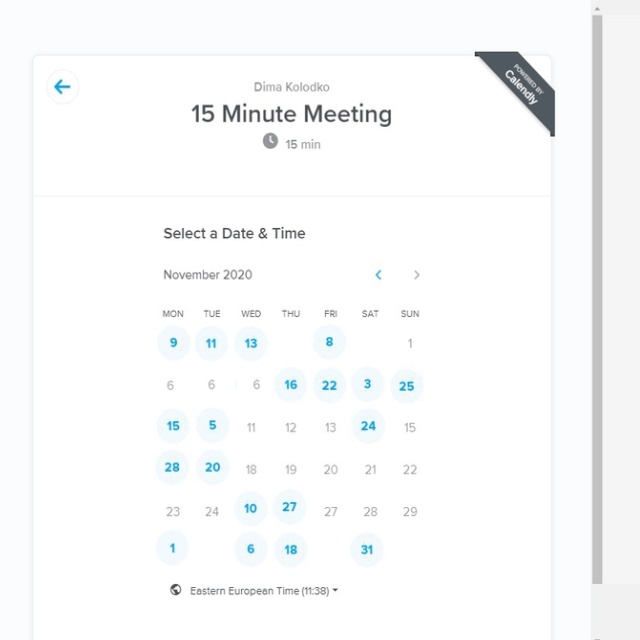 POWERED BY
Calendly
Dima Kolodko
15 Minute Meeting
15 min
Select a Date & Time
November 2020
MON TUE WED THU FRI SAT SUN
9 11 13 8 1
6 6 6 16 22 3 25
15 5 11 12 13 24 15
28 20 18 19 20 21 22
23 24 10 27 27 28 29
1 6 18 31
Eastern European Time (11:38)